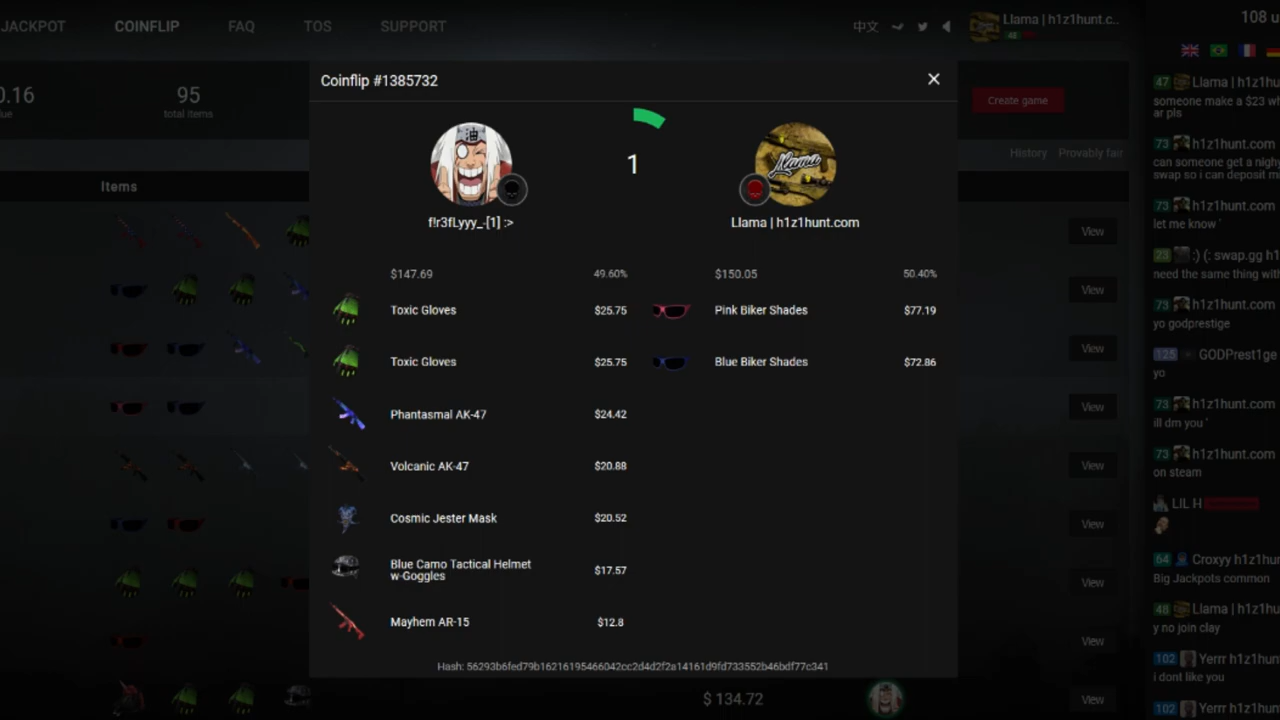 JACKPOT COINFLIP FAQ TOS SUPPORT 中文 Llama | h1z1hunt.c..
48
108 u
0.16 95
total items
Create game
History Provably fair
Items
Coinflip #1385732
1
Llama
f!r3fLyyy_-[1] :> Llama | h1z1hunt.com
$147.69 49.60% $150.05 50.40%
Toxic Gloves $25.75 Pink Biker Shades $77.19
Toxic Gloves $25.75 Blue Biker Shades $72.86
Phantasmal AK-47 $24.42
Volcanic AK-47 $20.88
Cosmic Jester Mask $20.52
Blue Camo Tactical Helmet
w-Goggles $17.57
Mayhem AR-15 $12.8
Hash: 56293b6fed79b16216195466042cc2d4d2f2a14161d9fd733552b46bdf77c341
$ 134.72
View
View
View
View
View
View
View
View
View
47 Llama | h1z1hu
someone make a $23 w
ar pls
73 h1z1hunt.com
can someone get a nigh
swap so i can deposit m
73 h1z1hunt.com
let me know '
23 :) (: swap.gg h1
need the same thing with
73 h1z1hunt.com
yo godprestige
125 GODPrest1ge
yo
73 h1z1hunt.com
ill dm you '
73 h1z1hunt.com
on steam
LIL H
64 Croxyy h1z1hu
Big Jackpots common
48 Llama | h1z1hu
y no join clay
102 Yerrr h1z1hun
i dont like you
102 Yerrr h1z1hun